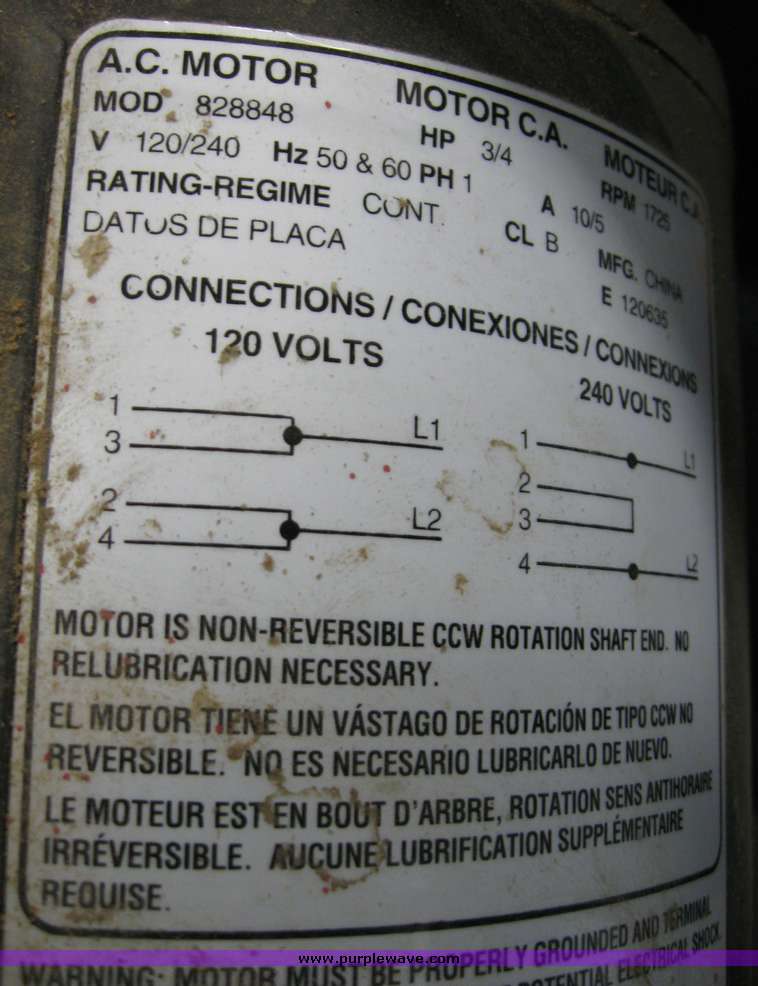 A.C. MOTOR MOTOR C.A. MOTEUR C.A.
MOD 828848 HP 3/4 RPM 1725
V 120/240 Hz 50 & 60 PH 1 A 10/5 MFG. CHINA
RATING-REGIME CONT. CL B E 120635
DATOS DE PLACA
CONNECTIONS / CONEXIONES / CONNEXIONS
120 VOLTS 240 VOLTS
1 L1 1 L1
3 2
2 L2 3
4 4 L2
MOTOR IS NON-REVERSIBLE CCW ROTATION SHAFT END. NO
RELUBRICATION NECESSARY.
EL MOTOR TIENE UN VÁSTAGO DE ROTACIÓN DE TIPO CCW NO
REVERSIBLE. NO ES NECESARIO LUBRICARLO DE NUEVO.
LE MOTEUR EST EN BOUT D'ARBRE, ROTATION SENS ANTIHORAIRE
IRRÉVERSIBLE. AUCUNE LUBRIFICATION SUPPLÉMENTAIRE
REQUISE.
WARNING: MOTOR MUST BE PROPERLY GROUNDED AND TERMINAL
POTENTIAL ELECTRICAL SHOCK.
www.purplewave.com